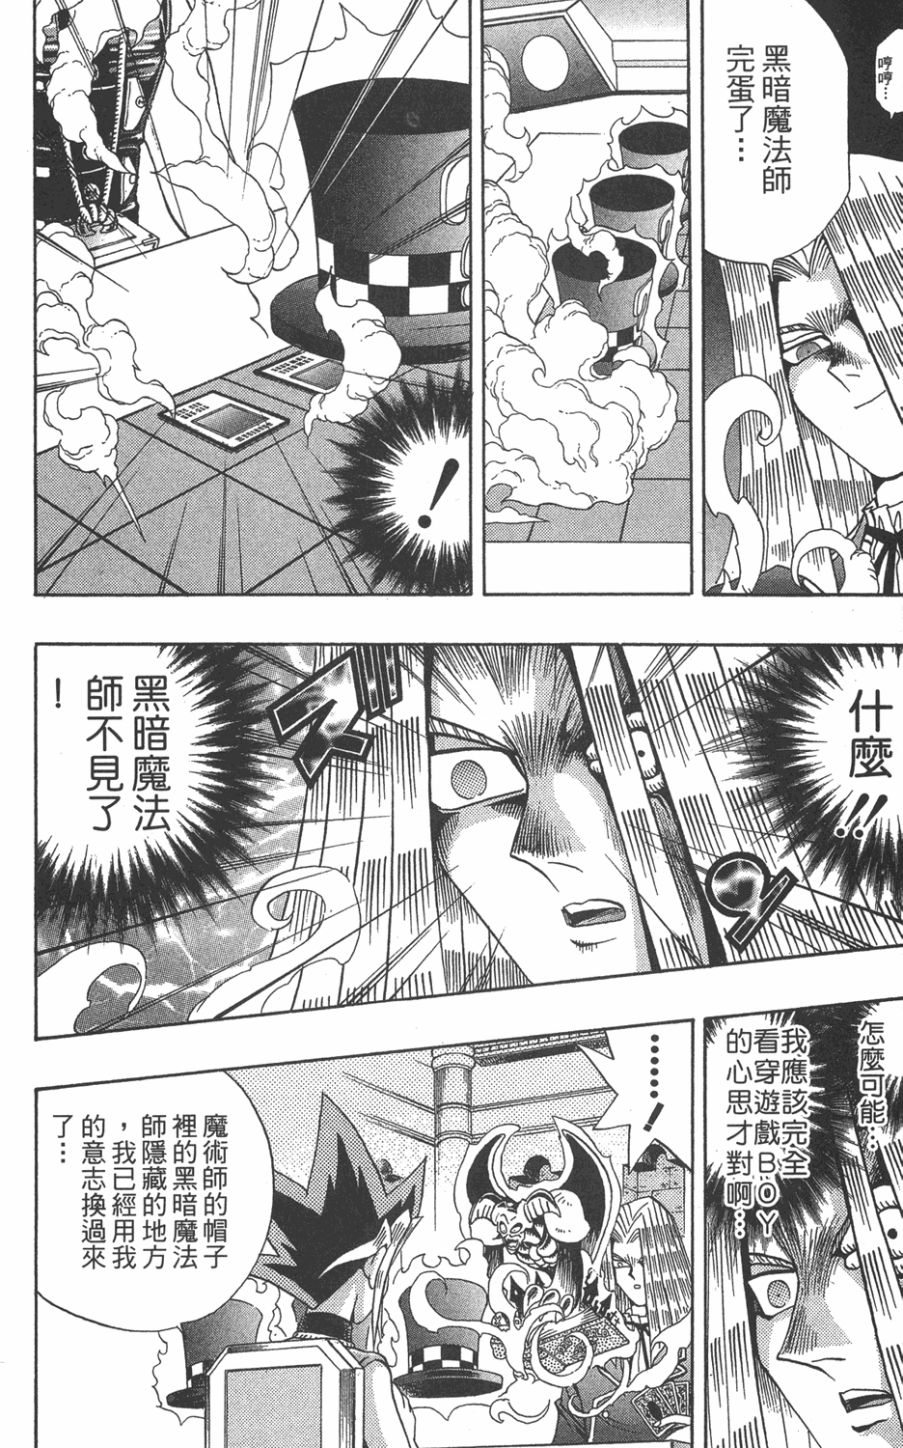 哼哼…
黑暗魔法師
完蛋了…
！
什麼!!!
黑暗魔法
師不見了
！
怎麼可能…
我應該完全
看穿遊戲BOY
的心思才對啊…
……！
魔術師的帽子
裡的黑暗魔法
師隱藏的地方
，我已經用我
的意志換過來
了…